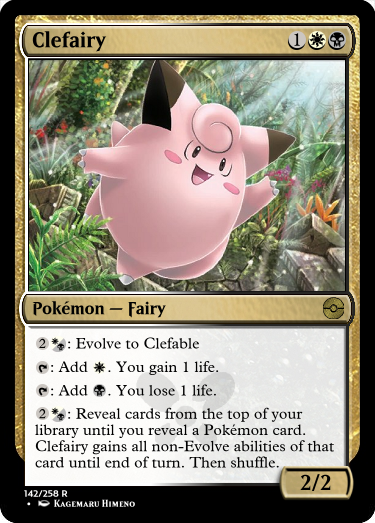 Clefairy 1
Pokémon — Fairy
2 : Evolve to Clefable
: Add . You gain 1 life.
: Add . You lose 1 life.
2 : Reveal cards from the top of your
library until you reveal a Pokémon card.
Clefairy gains all non-Evolve abilities of that
card until end of turn. Then shuffle.
2/2
142/258 R
• Kagemaru Himeno